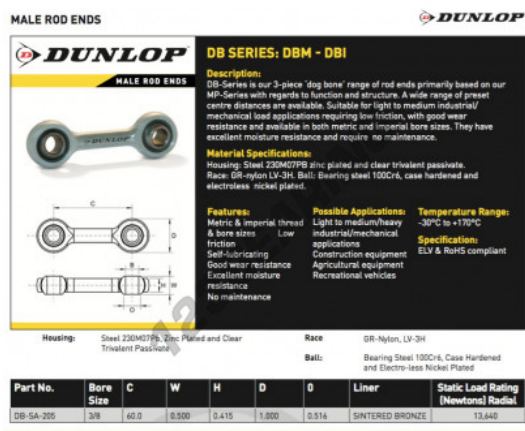 MALE ROD ENDS
DUNLOP
DUNLOP
MALE ROD ENDS
DUNLOP
DB SERIES: DBM - DBI
Description:
DB-Series is our 3-piece 'dog bone' range of rod ends primarily based on our
MP-Series with regards to function and structure. A wide range of preset
centre distances are available. Suitable for light to medium industrial/
mechanical load applications requiring low friction, with good wear
resistance and available in both metric and imperial bore sizes. They have
excellent moisture resistance and require no maintenance.
Material Specifications:
Housing: Steel 230M07PB zinc plated and clear trivalent passivate.
Race: GR-nylon LV-3H. Ball: Bearing steel 100Cr6, case hardened and
electroless nickel plated.
Features:
Metric & imperial thread
& bore sizes Low
friction
Self-lubricating
Good wear resistance
Excellent moisture
resistance
No maintenance
Possible Applications:
Light to medium/heavy
industrial/mechanical
applications
Construction equipment
Agricultural equipment
Recreational vehicles
Temperature Range:
-30°C to +170°C
Specification:
ELV & RoHS compliant
C
D
B
H
W
O
Housing: Steel 230M07Pb, Zinc Plated and Clear
Trivalent Passivate
Race GR-Nylon, LV-3H
Ball: Bearing Steel 100Cr6, Case Hardened
and Electro-less Nickel Plated
Part No. Bore Size C W H D 0 Liner Static Load Rating (Newtons) Radial
DB-SA-205 3/8 60.0 0.500 0.415 1.000 0.516 SINTERED BRONZE 13,640